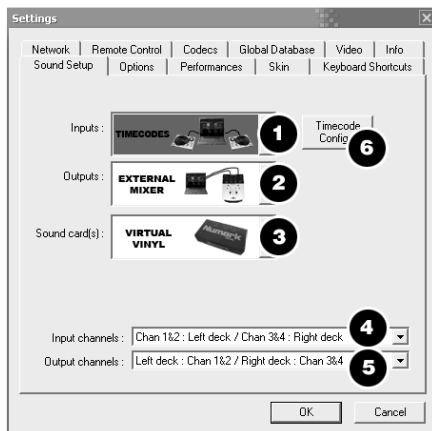 Settings
Network Remote Control Codecs Global Database Video Info
Sound Setup Options Performances Skin Keyboard Shortcuts
Inputs : TIMECODES 1 Timecode
Config 6
Outputs : EXTERNAL
MIXER 2
Sound card(s) : VIRTUAL
VINYL Numark 3
4
Input channels : Chan 1&2 : Left deck / Chan 3&4 : Right deck
Output channels : Left deck : Chan 1&2 / Right deck : Chan 3&4 5
OK Cancel